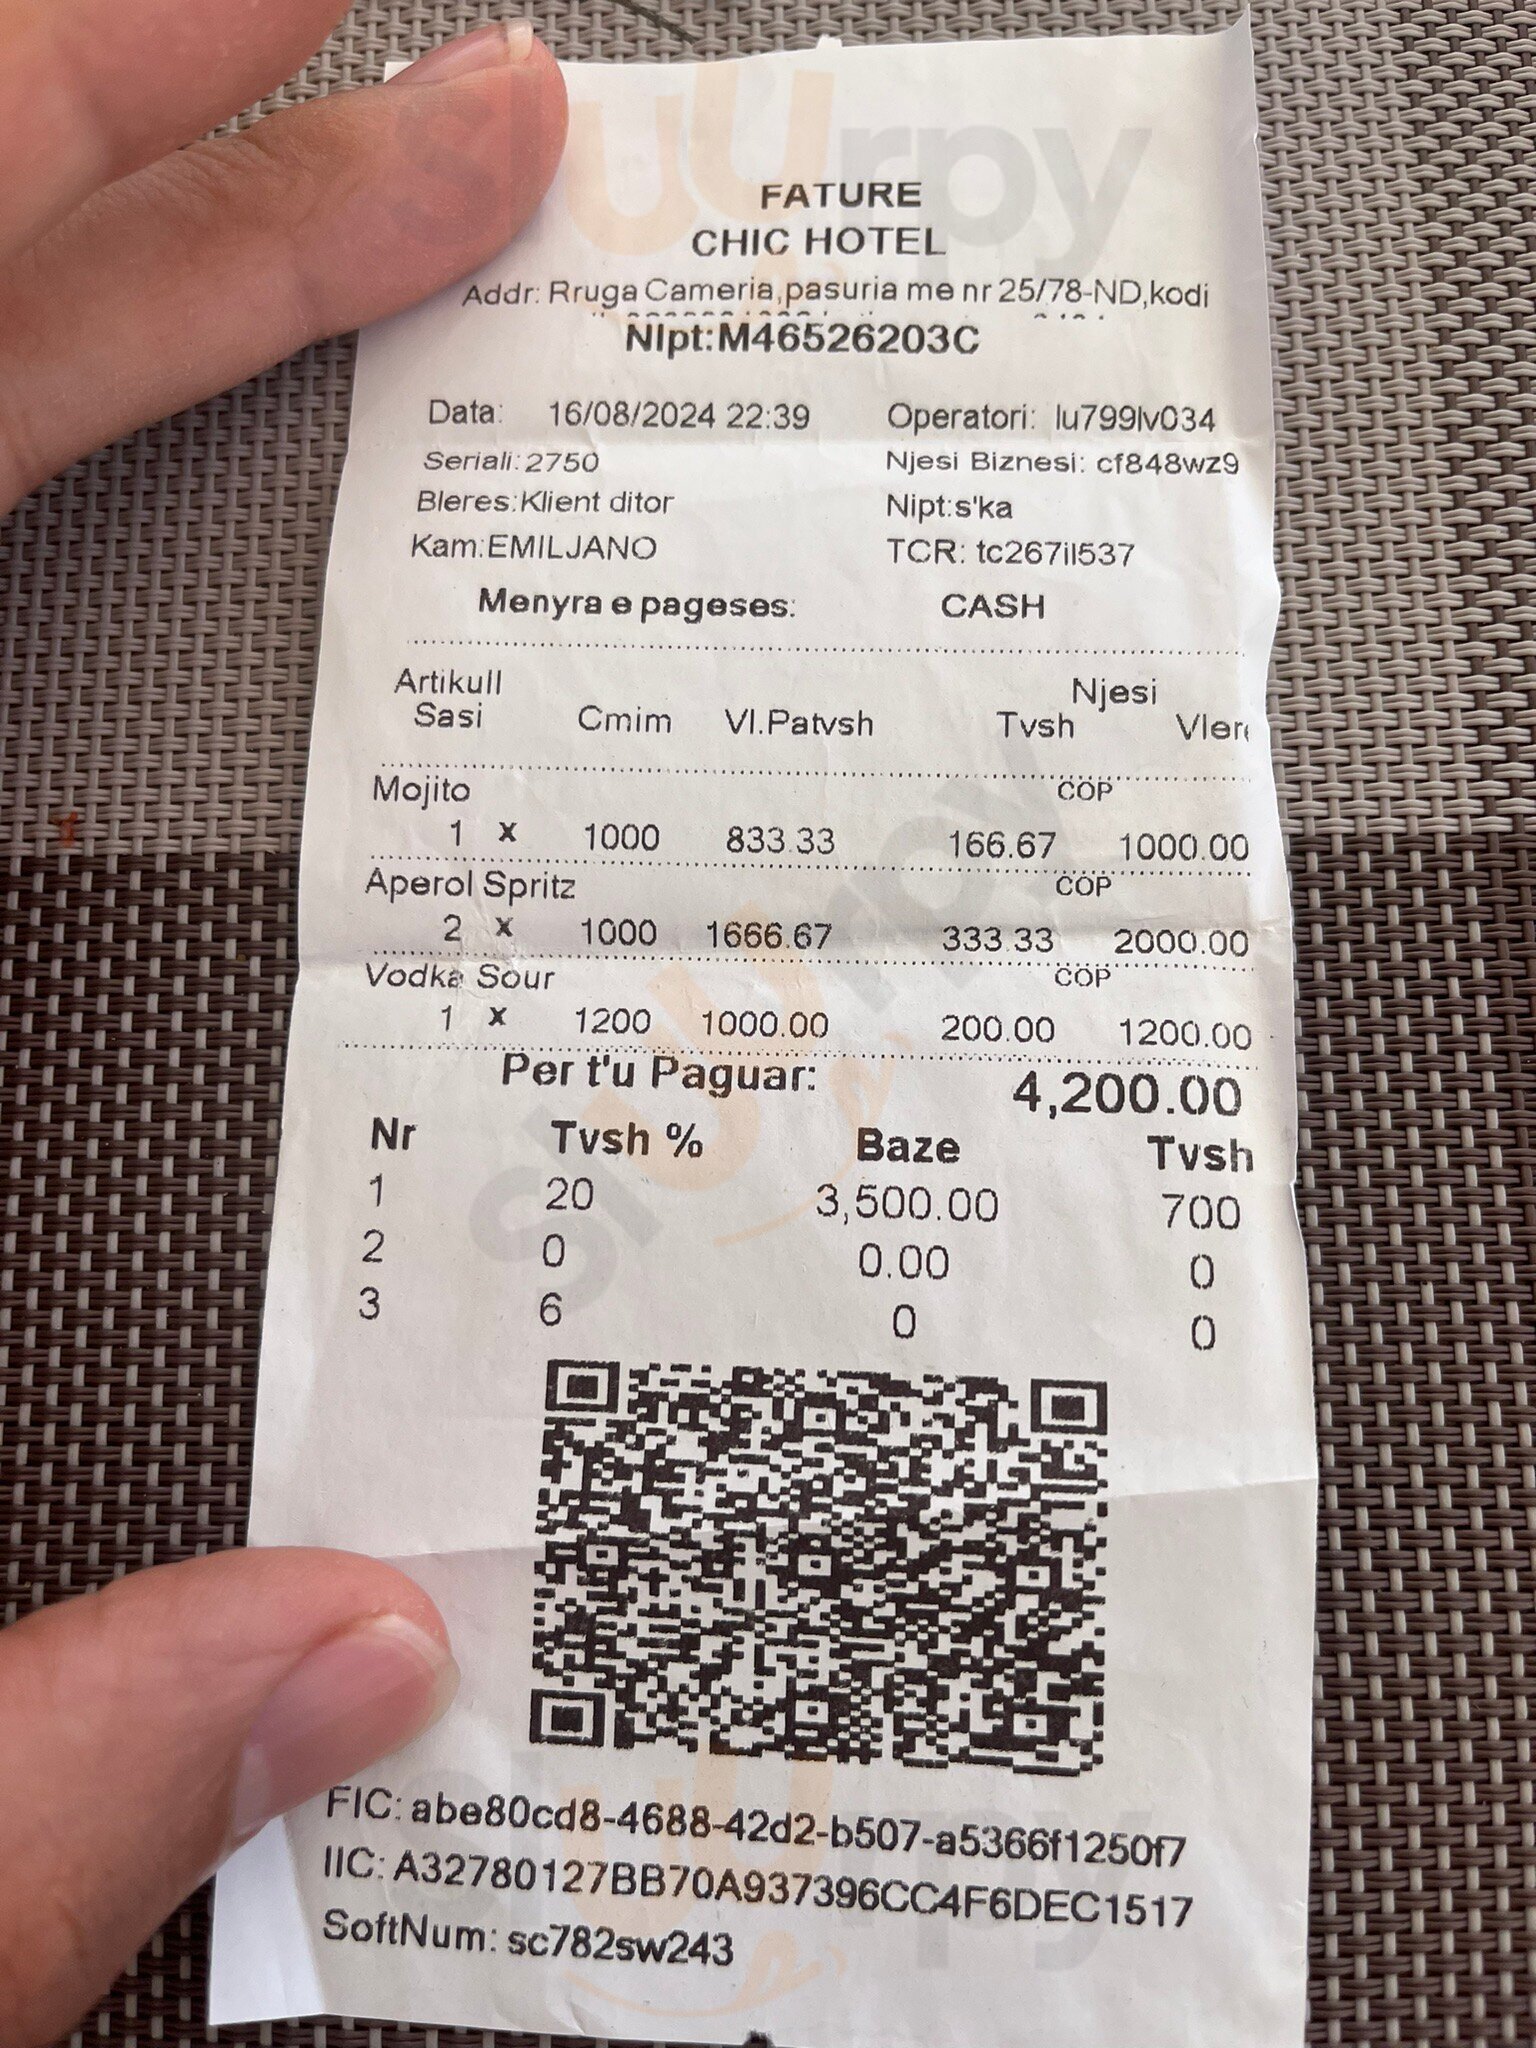 FATURE
CHIC HOTEL
Addr: Rruga Cameria,pasuria me nr 25/78-ND,kodi
NIpt:M46526203C
Data: 16/08/2024 22:39 Operatori: lu799lv034
Seriali:2750 Njesi Biznesi: cf848wz9
Bleres:Klient ditor Nipt:s'ka
Kam:EMILJANO TCR: tc267il537
Menyra e pageses: CASH
Artikull Njesi
Sasi Cmim Vl.Patvsh Tvsh Vler
Mojito COP
1 x 1000 833.33 166.67 1000.00
Aperol Spritz COP
2 x 1000 1666.67 333.33 2000.00
Vodka Sour COP
1 x 1200 1000.00 200.00 1200.00
Per t'u Paguar: 4,200.00
Nr Tvsh % Baze Tvsh
1 20 3,500.00 700
2 0 0.00 0
3 6 0 0
FIC: abe80cd8-4688-42d2-b507-a5366f1250f7
IIC: A32780127BB70A937396CC4F6DEC1517
SoftNum: sc782sw243
sluurpy
sluurpy
sluurpy